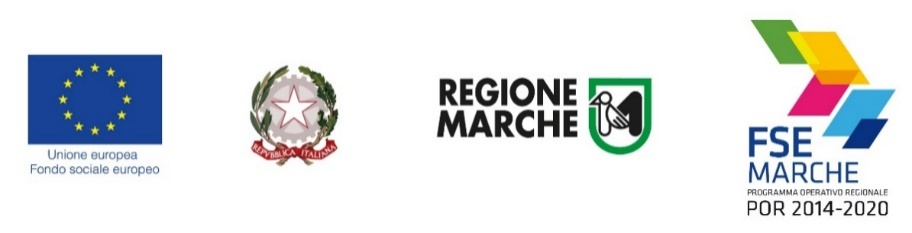 Unione europea
Fondo sociale europeo
REPVBBLICA ITALIANA
REGIONE
MARCHE
FSE
MARCHE
PROGRAMMA OPERATIVO REGIONALE
POR 2014-2020